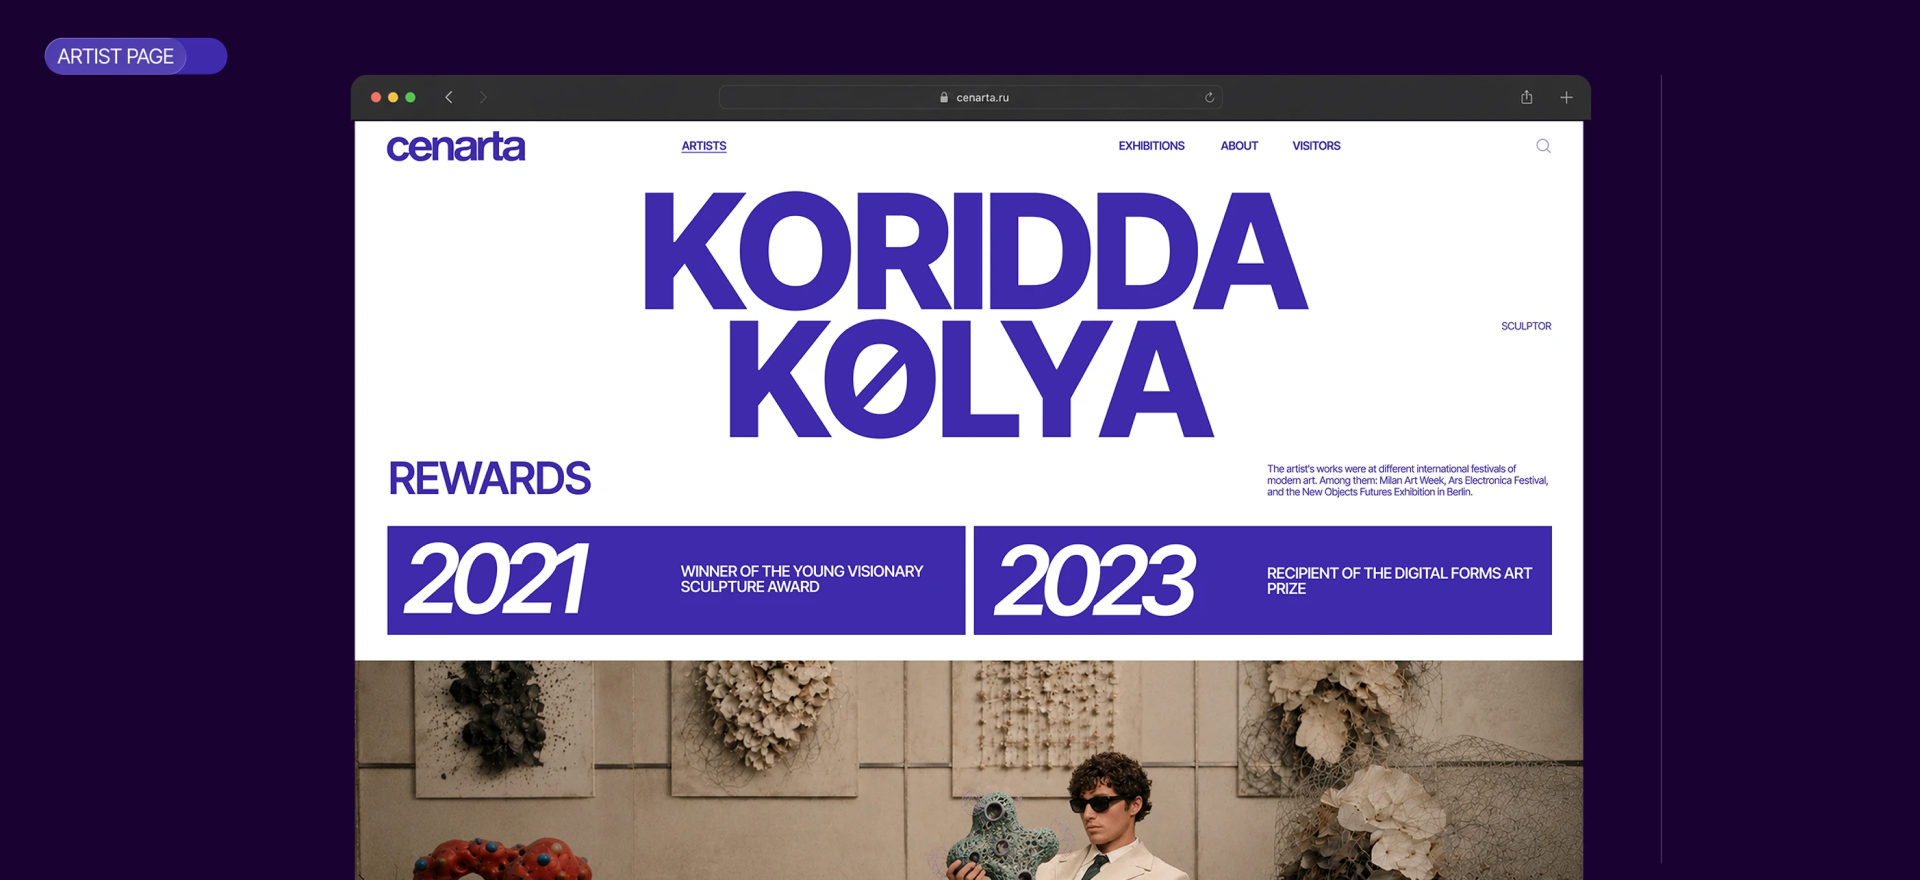 ARTIST PAGE
cenarta.ru
cenarta
ARTISTS
EXHIBITIONS
ABOUT
VISITORS
KORIDDA
KØLYA
SCULPTOR
REWARDS
The artist's works were at different international festivals of
modern art. Among them: Milan Art Week, Ars Electronica Festival,
and the New Objects Futures Exhibition in Berlin.
2021
WINNER OF THE YOUNG VISIONARY
SCULPTURE AWARD
2023
RECIPIENT OF THE DIGITAL FORMS ART
PRIZE